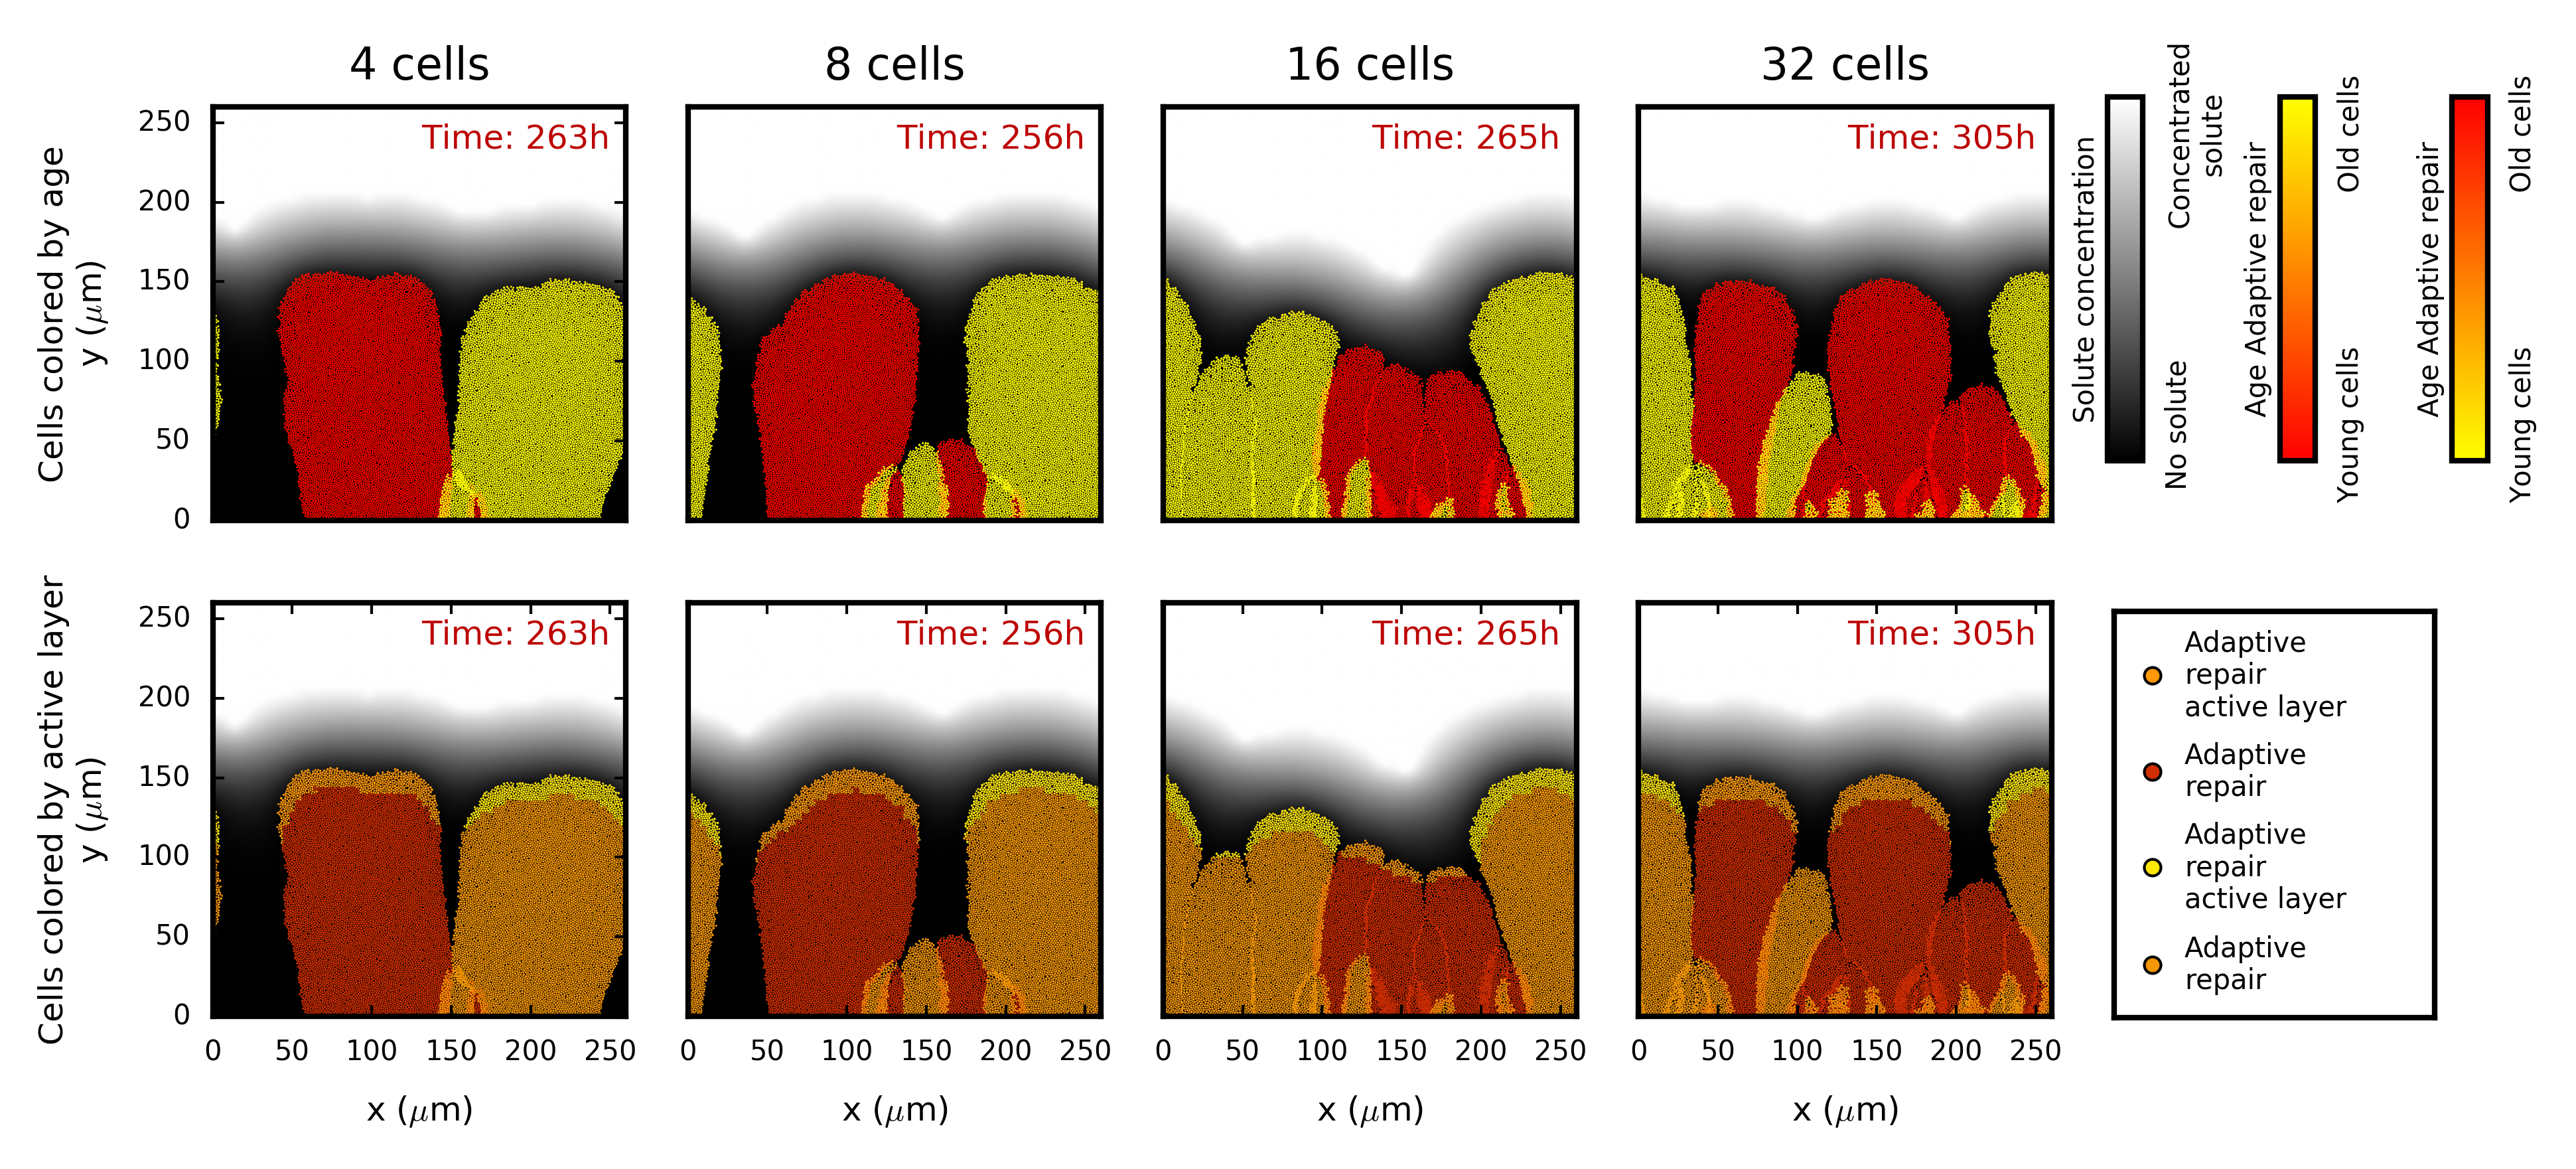 4 cells
8 cells
16 cells
32 cells
Cells colored by age
y (μm)
250
200
150
100
50
0
Time: 263h
Time: 256h
Time: 265h
Time: 305h
Solute concentration
No solute
Concentrated
solute
Age Adaptive repair
Young cells
Old cells
Age Adaptive repair
Young cells
Old cells
Cells colored by active layer
y (μm)
250
200
150
100
50
0
Time: 263h
Time: 256h
Time: 265h
Time: 305h
0 50 100 150 200 250
0 50 100 150 200 250
0 50 100 150 200 250
0 50 100 150 200 250
x (μm)
x (μm)
x (μm)
x (μm)
Adaptive
repair
active layer
Adaptive
repair
Adaptive
repair
active layer
Adaptive
repair